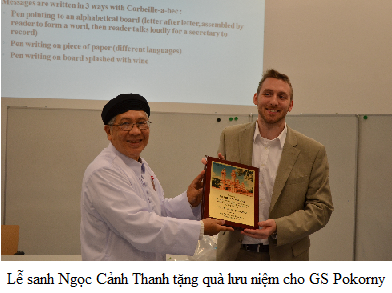 Messages are written in 3 ways with Corbeille-a-bec:
Pen pointing to an alphabetical board (letter after letter, assembled by
reader to form a word, then reader talks loudly for a secretary to
record)
Pen writing on piece of paper (different languages)
Pen writing on board splashed with wine
Lễ sanh Ngọc Cảnh Thanh tặng quà lưu niệm cho GS Pokorny